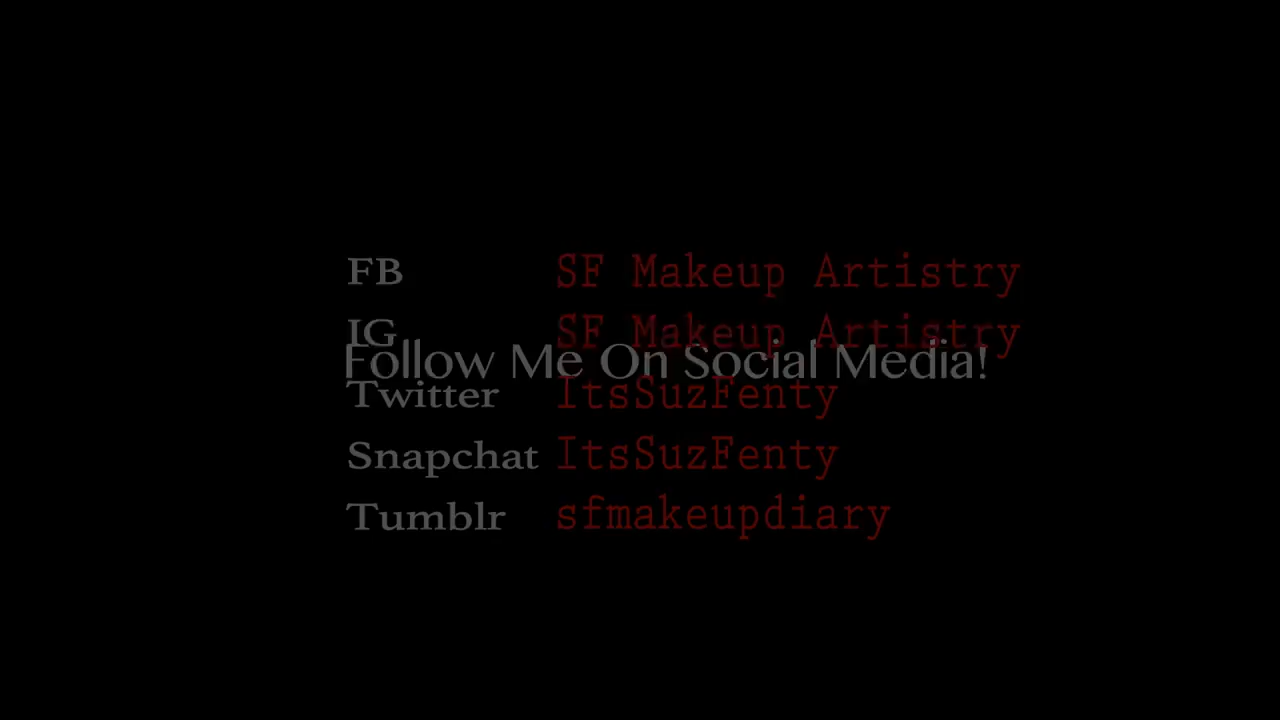 FB SF Makeup Artistry
IG SF Makeup Artistry
Follow Me On Social Media!
Twitter ItsSuzFenty
Snapchat ItsSuzFenty
Tumblr sfmakeupdiary